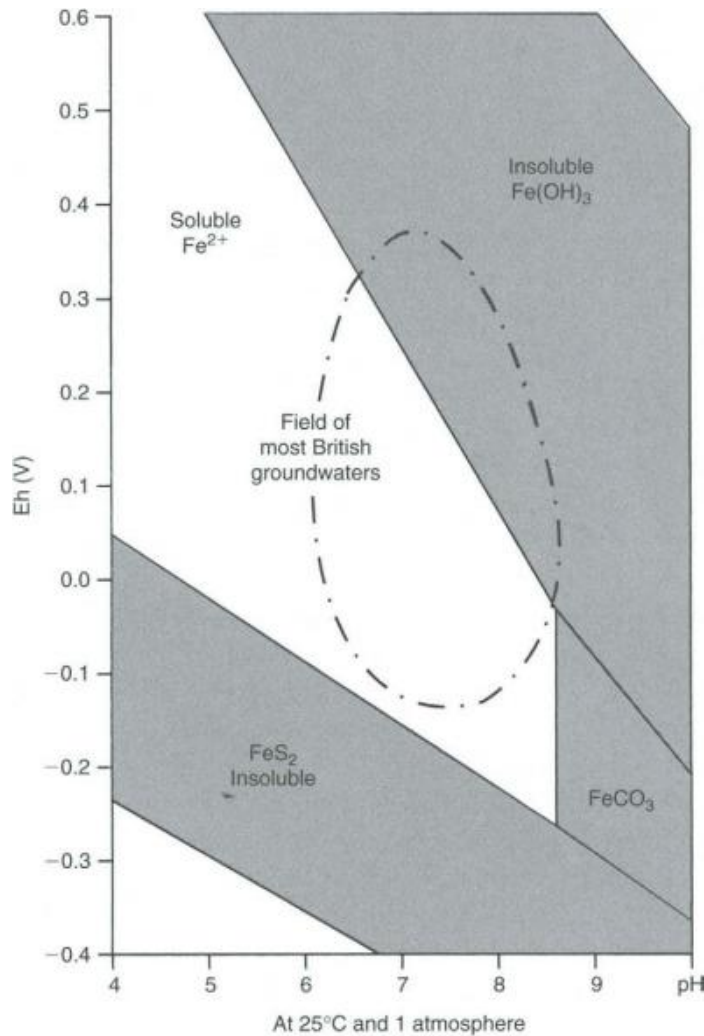 0.6
0.5
0.4
0.3
0.2
0.1
0.0
−0.1
−0.2
−0.3
−0.4
Eh (V)
Insoluble
Fe(OH)₃
Soluble
Fe²⁺
Field of
most British
groundwaters
FeS₂
Insoluble
FeCO₃
4 5 6 7 8 9 pH
At 25°C and 1 atmosphere